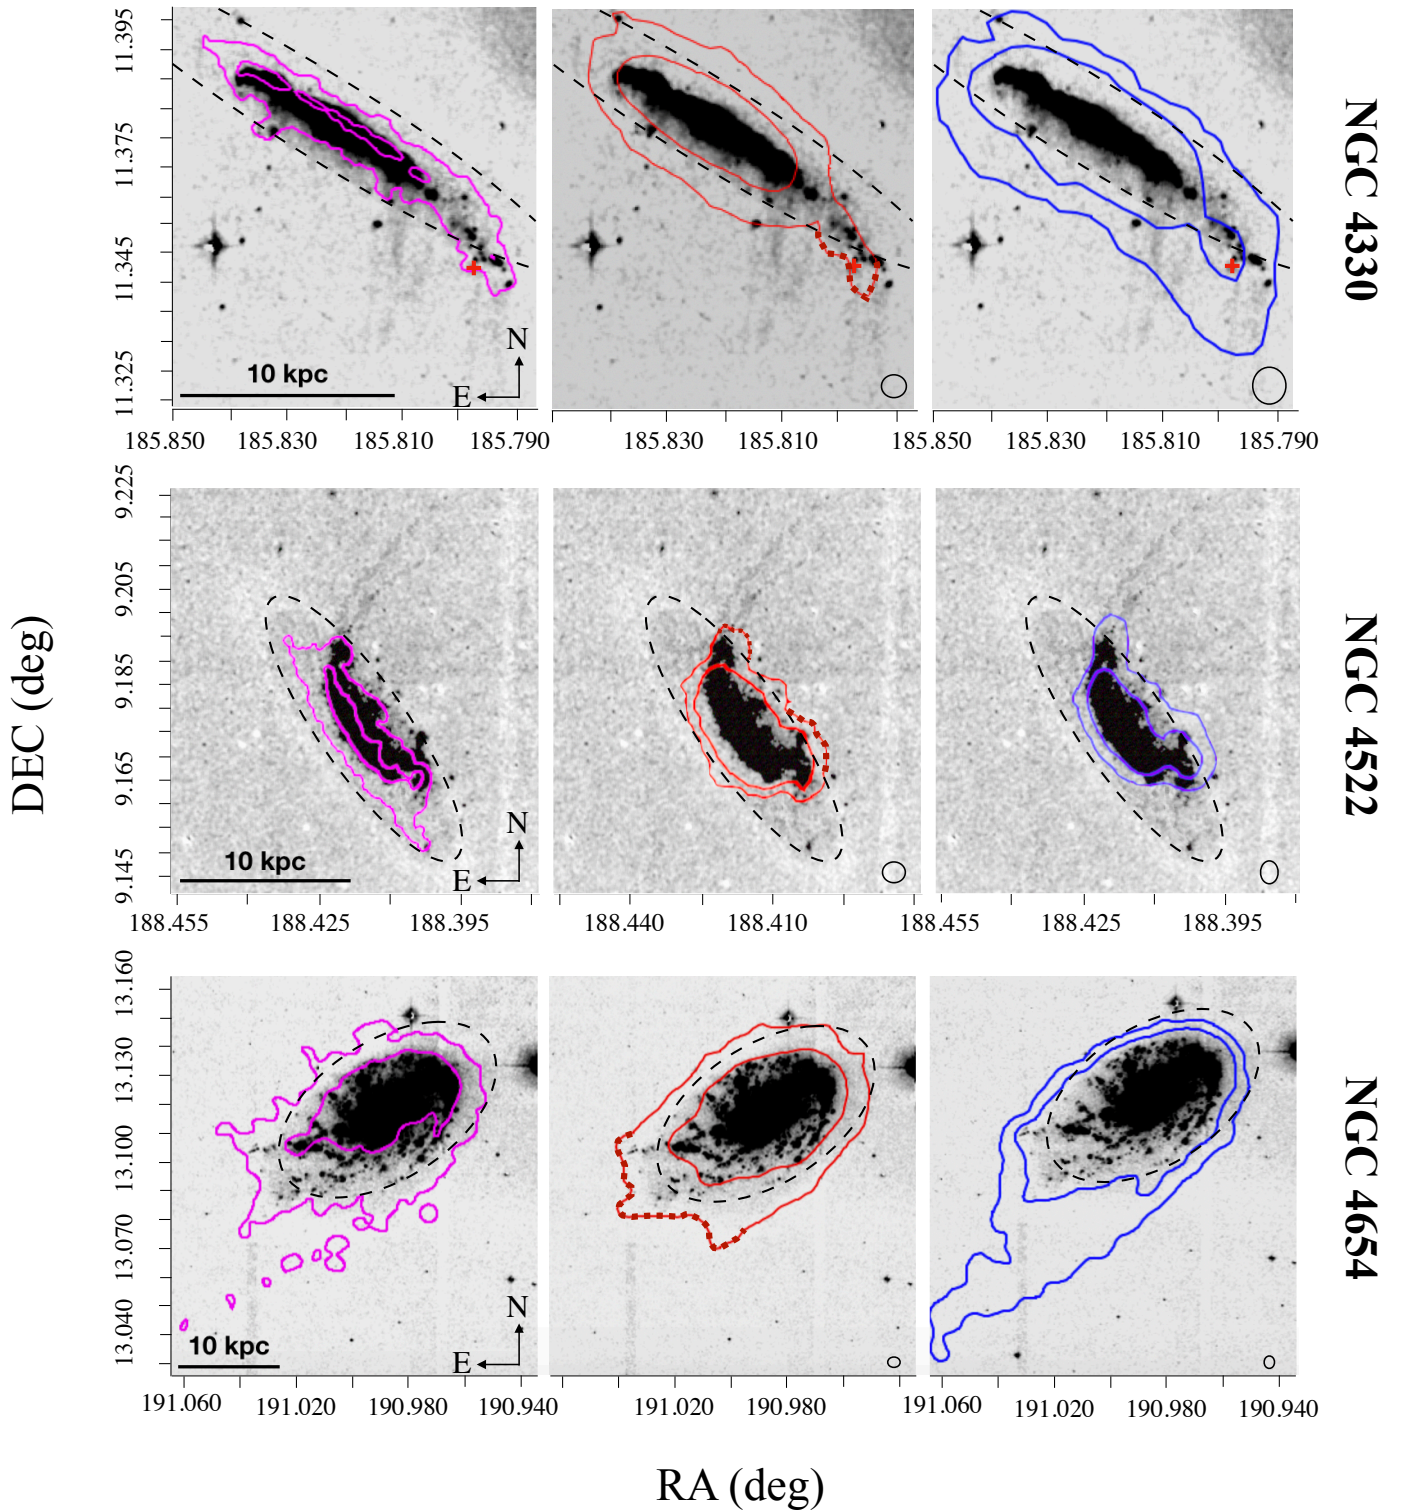 NGC 4330
11.395
11.375
11.345
11.325
10 kpc
N
E
185.850 185.830 185.810 185.790
185.830 185.810
185.850 185.830 185.810 185.790
NGC 4522
DEC (deg)
9.225
9.205
9.185
9.165
9.145
10 kpc
N
E
188.455 188.425 188.395
188.440 188.410
188.455 188.425 188.395
NGC 4654
13.160
13.130
13.100
13.070
13.040
10 kpc
N
E
191.060 191.020 190.980 190.940
191.020 190.980
191.060 191.020 190.980 190.940
RA (deg)